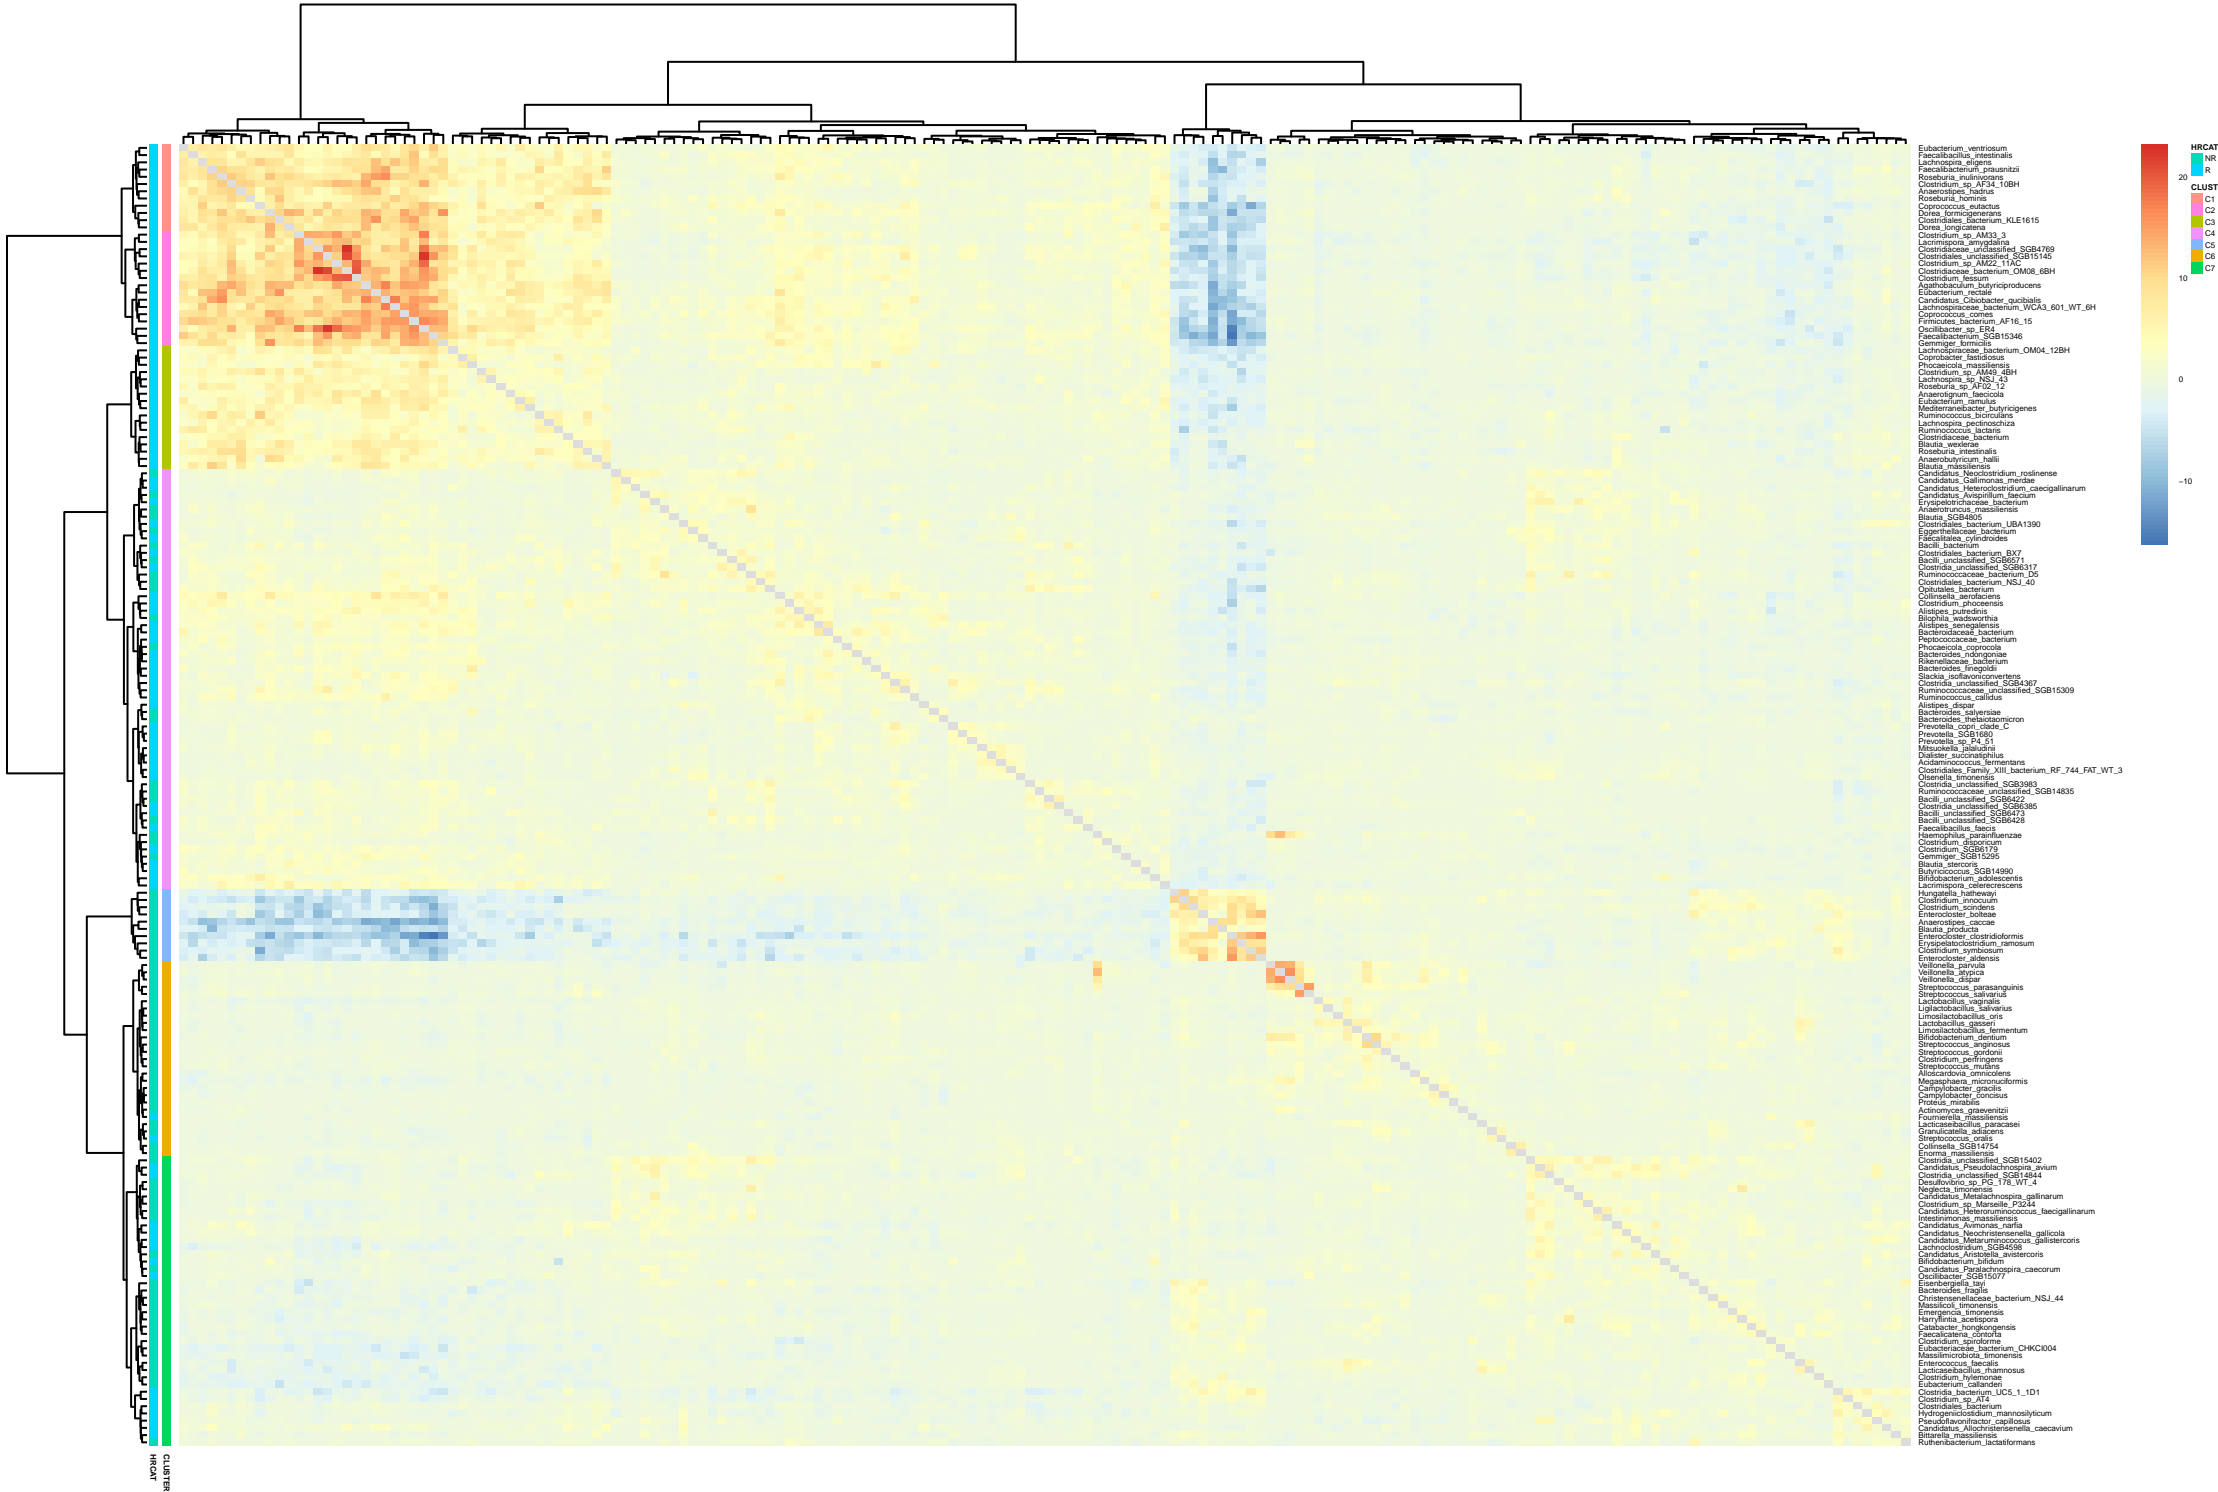 Eubacterium_ventriosum
Faecalibacillus_intestinalis
Lachnospira_eligens
Faecalibacterium_prausnitzii
Roseburia_inulinivorans
Clostridium_sp_AF34_10BH
Anaerostipes_hadrus
Roseburia_hominis
Coprococcus_eutactus
Dorea_formicigenerans
Clostridiales_bacterium_KLE1615
Dorea_longicatena
Clostridium_sp_AM33_3
Lacrimispora_amygdalina
Clostridiaceae_unclassified_SGB4769
Clostridiales_unclassified_SGB15145
Clostridium_sp_AM22_11AC
Clostridiaceae_bacterium_OM08_6BH
Clostridium_fessum
Agathobaculum_butyriciproducens
Eubacterium_rectale
Candidatus_Cibiobacter_qucibialis
Lachnospiraceae_bacterium_WCA3_601_WT_6H
Coprococcus_comes
Firmicutes_bacterium_AF16_15
Oscillibacter_sp_ER4
Faecalibacterium_SGB15346
Gemmiger_formicilis
Lachnospiraceae_bacterium_OM04_12BH
Coprobacter_fastidiosus
Phocaeicola_massiliensis
Clostridium_sp_AM49_4BH
Lachnospira_sp_NSJ_43
Roseburia_sp_AF02_12
Anaerotignum_faecicola
Eubacterium_ramulus
Mediterraneibacter_butyricigenes
Ruminococcus_bicirculans
Lachnospira_pectinoschiza
Ruminococcus_lactaris
Clostridiaceae_bacterium
Blautia_wexlerae
Roseburia_intestinalis
Anaerobutyricum_hallii
Blautia_massiliensis
Candidatus_Neoclostridium_roslinense
Candidatus_Gallimonas_merdae
Candidatus_Heteroclostridium_caecigallinarum
Candidatus_Avispirillum_faecium
Erysipelotrichaceae_bacterium
Anaerotruncus_massiliensis
Blautia_SGB4805
Clostridiales_bacterium_UBA1390
Eggerthellaceae_bacterium
Faecalitalea_cylindroides
Bacilli_bacterium
Clostridiales_bacterium_BX7
Bacilli_unclassified_SGB6571
Clostridia_unclassified_SGB6317
Ruminococcaceae_bacterium_D5
Clostridiales_bacterium_NSJ_40
Opitutales_bacterium
Collinsella_aerofaciens
Clostridium_phoceensis
Alistipes_putredinis
Bilophila_wadsworthia
Alistipes_senegalensis
Bacteroidaceae_bacterium
Peptococcaceae_bacterium
Phocaeicola_coprocola
Bacteroides_ndongoniae
Rikenellaceae_bacterium
Bacteroides_finegoldii
Slackia_isoflavoniconvertens
Clostridia_unclassified_SGB4367
Ruminococcaceae_unclassified_SGB15309
Ruminococcus_callidus
Alistipes_dispar
Bacteroides_salyersiae
Bacteroides_thetaiotaomicron
Prevotella_copri_clade_C
Prevotella_SGB1680
Prevotella_sp_P4_51
Mitsuokella_jalaludinii
Dialister_succinatiphilus
Acidaminococcus_fermentans
Clostridiales_Family_XIII_bacterium_RF_744_FAT_WT_3
Olsenella_timonensis
Clostridia_unclassified_SGB3983
Ruminococcaceae_unclassified_SGB14835
Bacilli_unclassified_SGB6422
Clostridia_unclassified_SGB6385
Bacilli_unclassified_SGB6473
Bacilli_unclassified_SGB6428
Faecalibacillus_faecis
Haemophilus_parainfluenzae
Clostridium_disporicum
Clostridium_SGB6179
Gemmiger_SGB15295
Blautia_stercoris
Butyricicoccus_SGB14990
Bifidobacterium_adolescentis
Lacrimispora_celerecrescens
Hungatella_hathewayi
Clostridium_innocuum
Clostridium_scindens
Enterocloster_bolteae
Anaerostipes_caccae
Blautia_producta
Enterocloster_clostridioformis
Erysipelatoclostridium_ramosum
Clostridium_symbiosum
Enterocloster_aldensis
Veillonella_parvula
Veillonella_atypica
Veillonella_dispar
Streptococcus_parasanguinis
Streptococcus_salivarius
Lactobacillus_vaginalis
Ligilactobacillus_salivarius
Limosilactobacillus_oris
Lactobacillus_gasseri
Limosilactobacillus_fermentum
Bifidobacterium_dentium
Streptococcus_anginosus
Streptococcus_gordonii
Clostridium_perfringens
Streptococcus_mutans
Alloscardovia_omnicolens
Megasphaera_micronuciformis
Campylobacter_gracilis
Campylobacter_concisus
Proteus_mirabilis
Actinomyces_graevenitzii
Fournierella_massiliensis
Lacticaseibacillus_paracasei
Granulicatella_adiacens
Streptococcus_oralis
Collinsella_SGB14754
Enorma_massiliensis
Clostridia_unclassified_SGB15402
Candidatus_Pseudolachnospira_avium
Clostridia_unclassified_SGB14844
Desulfovibrio_sp_PG_178_WT_4
Neglecta_timonensis
Candidatus_Metalachnospira_gallinarum
Clostridium_sp_Marseille_P3244
Candidatus_Heteroruminococcus_faecigallinarum
Intestinimonas_massiliensis
Candidatus_Avimonas_narfia
Candidatus_Neochristensenella_gallicola
Candidatus_Metaruminococcus_gallistercoris
Lachnoclostridium_SGB4598
Candidatus_Aristotella_avistercoris
Bifidobacterium_bifidum
Candidatus_Paralachnospira_caecorum
Oscillibacter_SGB15077
Eisenbergiella_tayi
Bacteroides_fragilis
Christensenellaceae_bacterium_NSJ_44
Massilicoli_timonensis
Emergencia_timonensis
Harryflintia_acetispora
Catabacter_hongkongensis
Faecalicatena_contorta
Clostridium_spiroforme
Eubacteriaceae_bacterium_CHKCI004
Massilimicrobiota_timonensis
Enterococcus_faecalis
Lacticaseibacillus_rhamnosus
Clostridium_hylemonae
Eubacterium_callanderi
Clostridia_bacterium_UC5_1_1D1
Clostridium_sp_AT4
Clostridiales_bacterium
Hydrogeniiclostidium_mannosilyticum
Pseudoflavonifractor_capillosus
Candidatus_Allochristensenella_caecavium
Bittarella_massiliensis
Ruthenibacterium_lactatiformans
20
10
0
−10
HRCAT
NR
R
CLUST
C1
C2
C3
C4
C5
C6
C7
HRCAT
CLUSTER